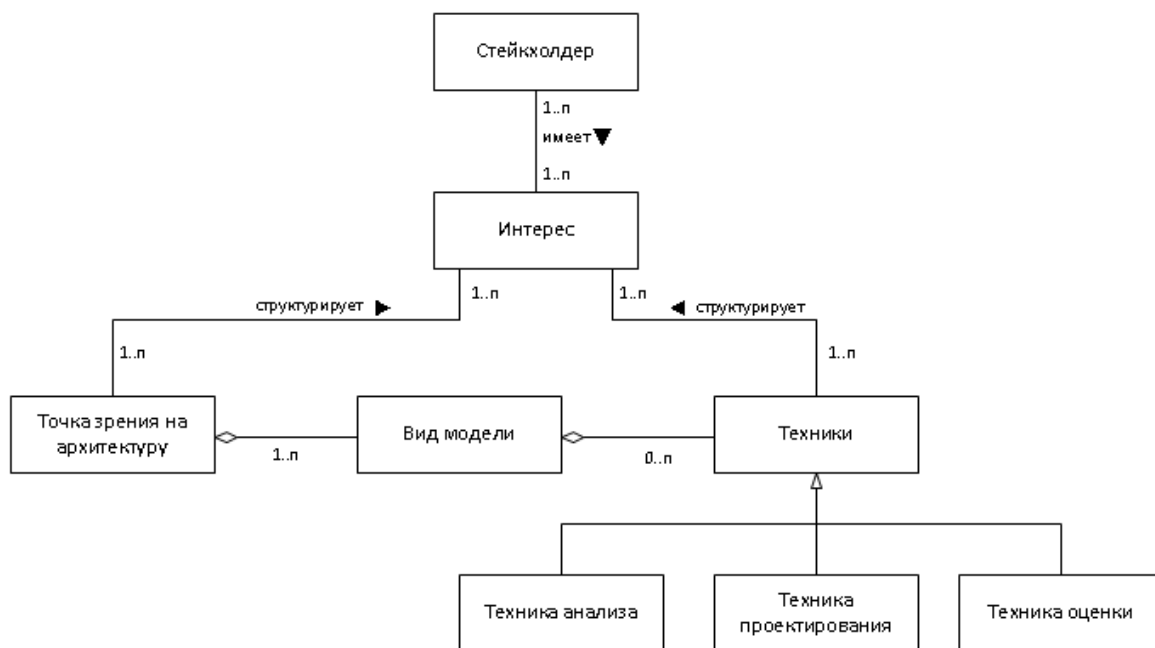 Стейкхолдер
1..п
имеет
1..п
Интерес
1..п
1..п
структурирует
структурирует
1..п
1..п
Точка зрения на
архитектуру
Вид модели
Техники
1..п
0..п
Техника анализа
Техника
проектирования
Техника оценки